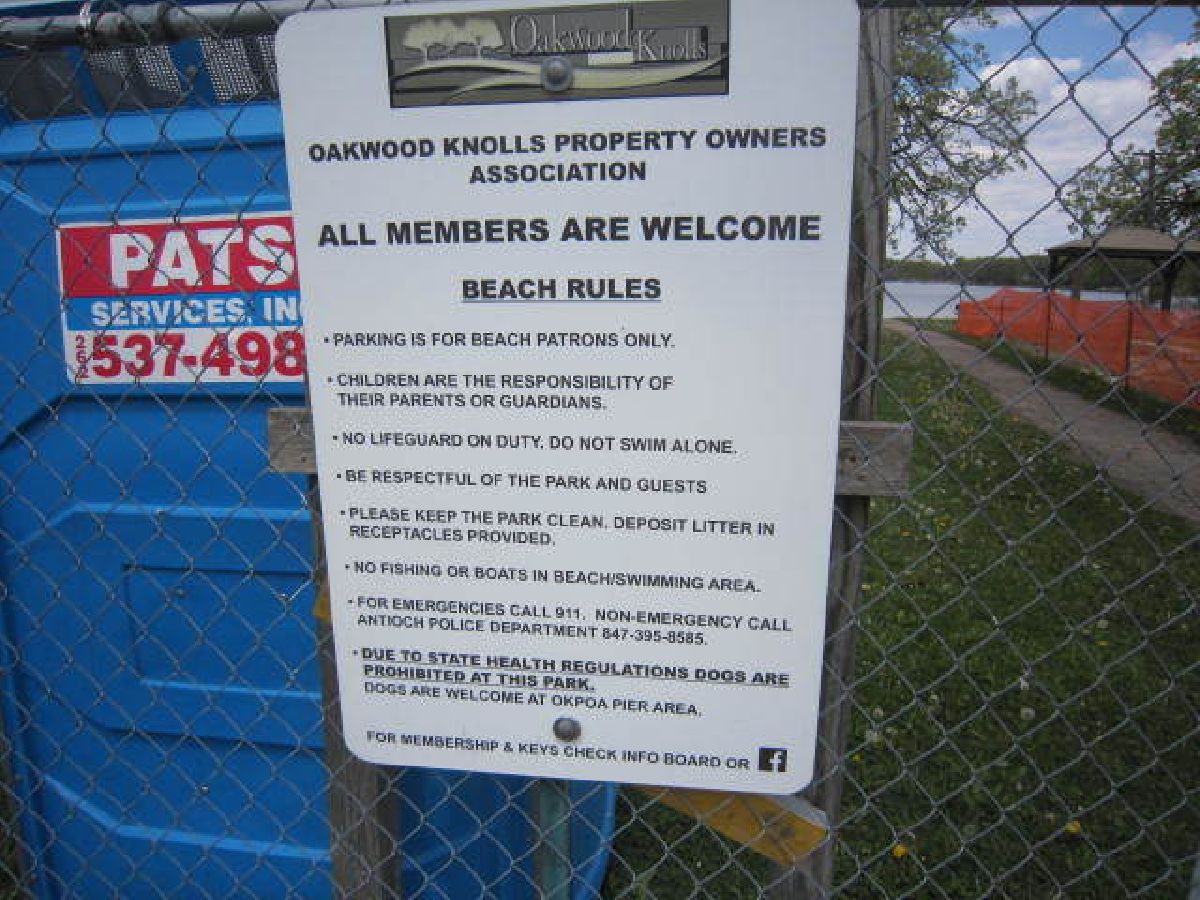 Oakwood Knolls
OAKWOOD KNOLLS PROPERTY OWNERS
ASSOCIATION
ALL MEMBERS ARE WELCOME
BEACH RULES
• PARKING IS FOR BEACH PATRONS ONLY.
• CHILDREN ARE THE RESPONSIBILITY OF
THEIR PARENTS OR GUARDIANS.
• NO LIFEGUARD ON DUTY. DO NOT SWIM ALONE.
• BE RESPECTFUL OF THE PARK AND GUESTS
• PLEASE KEEP THE PARK CLEAN. DEPOSIT LITTER IN
RECEPTACLES PROVIDED.
• NO FISHING OR BOATS IN BEACH/SWIMMING AREA.
• FOR EMERGENCIES CALL 911. NON-EMERGENCY CALL
ANTIOCH POLICE DEPARTMENT 847-395-8585.
• DUE TO STATE HEALTH REGULATIONS DOGS ARE
PROHIBITED AT THIS PARK.
DOGS ARE WELCOME AT OKPOA PIER AREA.
FOR MEMBERSHIP & KEYS CHECK INFO BOARD OR f
PATS
SERVICES, IN
262 537-498